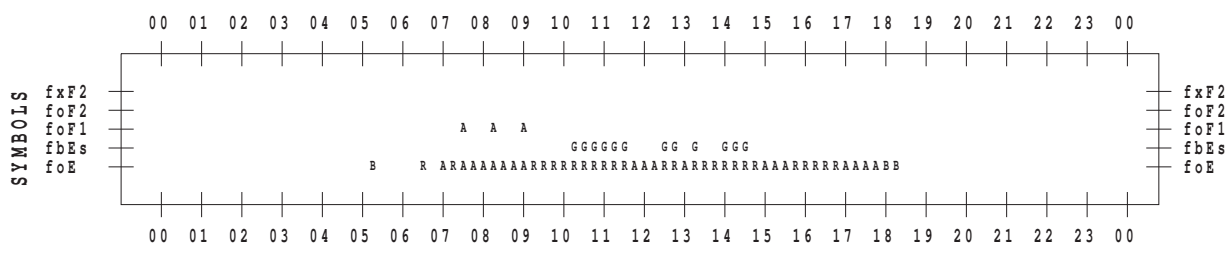 00 01 02 03 04 05 06 07 08 09 10 11 12 13 14 15 16 17 18 19 20 21 22 23 00
SYMBOLS
fxF2 fxF2
foF2 foF2
foF1 A A A foF1
fbEs GGGGGG GG G GGG fbEs
foE B R ARAAAAAAARRRRRRRRRRAAARRARRRRRRRAAARRRRRAAAABB foE
00 01 02 03 04 05 06 07 08 09 10 11 12 13 14 15 16 17 18 19 20 21 22 23 00